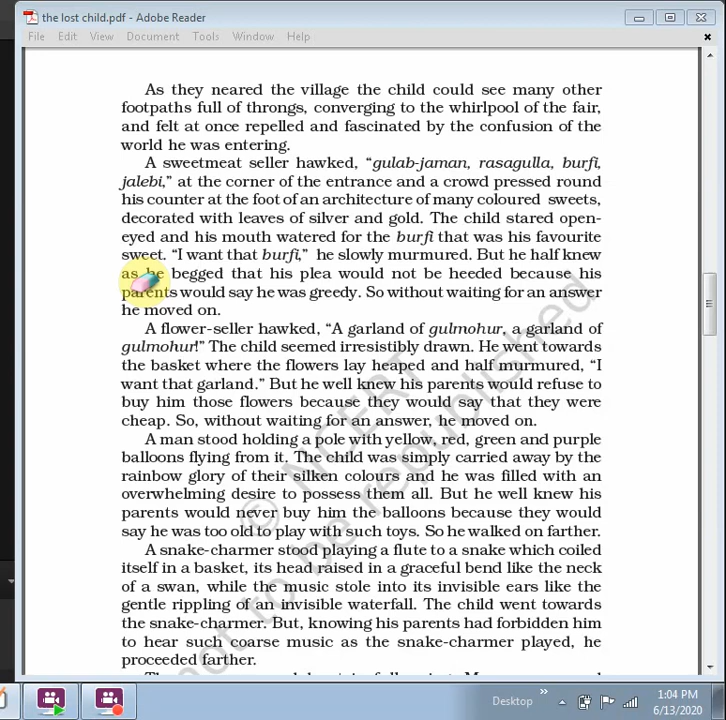 the lost child.pdf - Adobe Reader
File Edit View Document Tools Window Help
As they neared the village the child could see many other
footpaths full of throngs, converging to the whirlpool of the fair,
and felt at once repelled and fascinated by the confusion of the
world he was entering.
A sweetmeat seller hawked, “gulab-jaman, rasagulla, burfi,
jalebi,” at the corner of the entrance and a crowd pressed round
his counter at the foot of an architecture of many coloured sweets,
decorated with leaves of silver and gold. The child stared open-
eyed and his mouth watered for the burfi that was his favourite
sweet. “I want that burfi,” he slowly murmured. But he half knew
as he begged that his plea would not be heeded because his
parents would say he was greedy. So without waiting for an answer
he moved on.
A flower-seller hawked, “A garland of gulmohur, a garland of
gulmohur!” The child seemed irresistibly drawn. He went towards
the basket where the flowers lay heaped and half murmured, “I
want that garland.” But he well knew his parents would refuse to
buy him those flowers because they would say that they were
cheap. So, without waiting for an answer, he moved on.
A man stood holding a pole with yellow, red, green and purple
balloons flying from it. The child was simply carried away by the
rainbow glory of their silken colours and he was filled with an
overwhelming desire to possess them all. But he well knew his
parents would never buy him the balloons because they would
say he was too old to play with such toys. So he walked on farther.
A snake-charmer stood playing a flute to a snake which coiled
itself in a basket, its head raised in a graceful bend like the neck
of a swan, while the music stole into its invisible ears like the
gentle rippling of an invisible waterfall. The child went towards
the snake-charmer. But, knowing his parents had forbidden him
to hear such coarse music as the snake-charmer played, he
proceeded farther.
© NCERT
not to be republished
Desktop
1:04 PM
6/13/2020